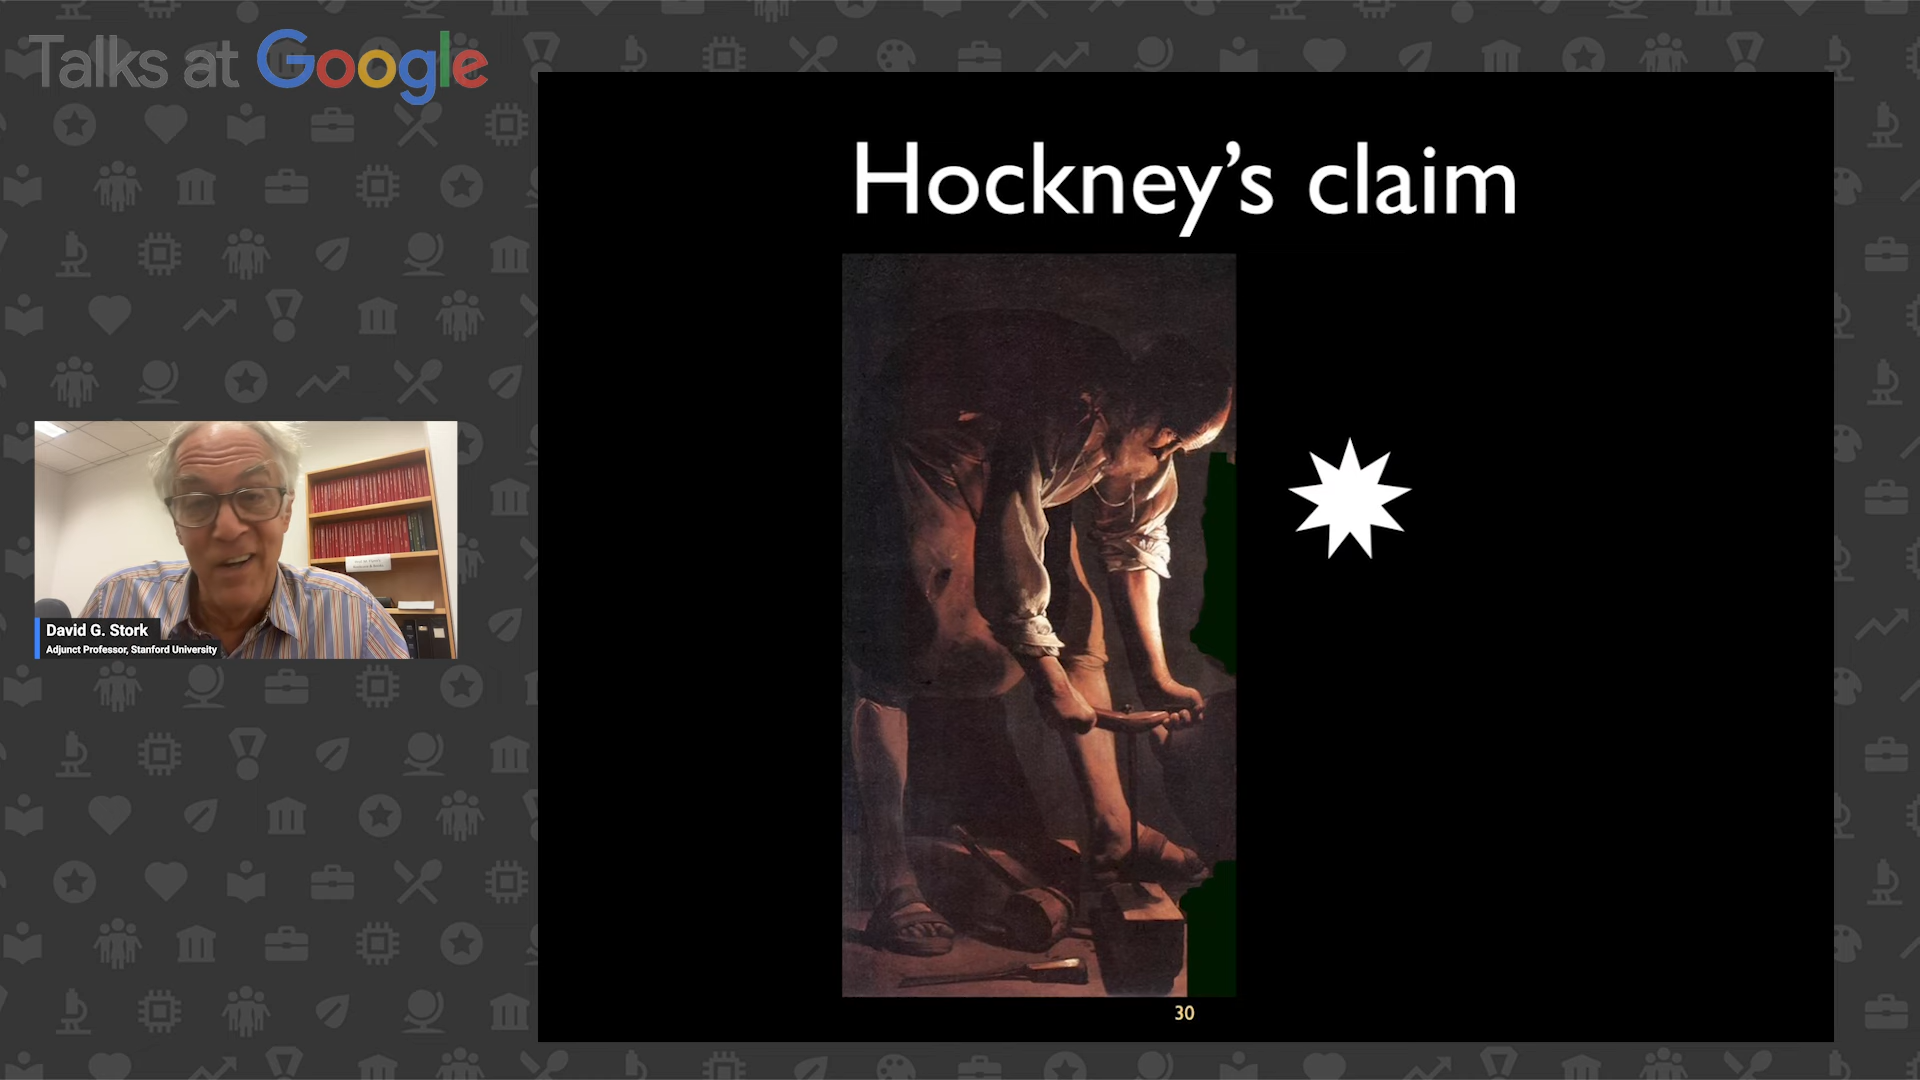 Talks at Google
Hockney's claim
David G. Stork
Adjunct Professor, Stanford University
30